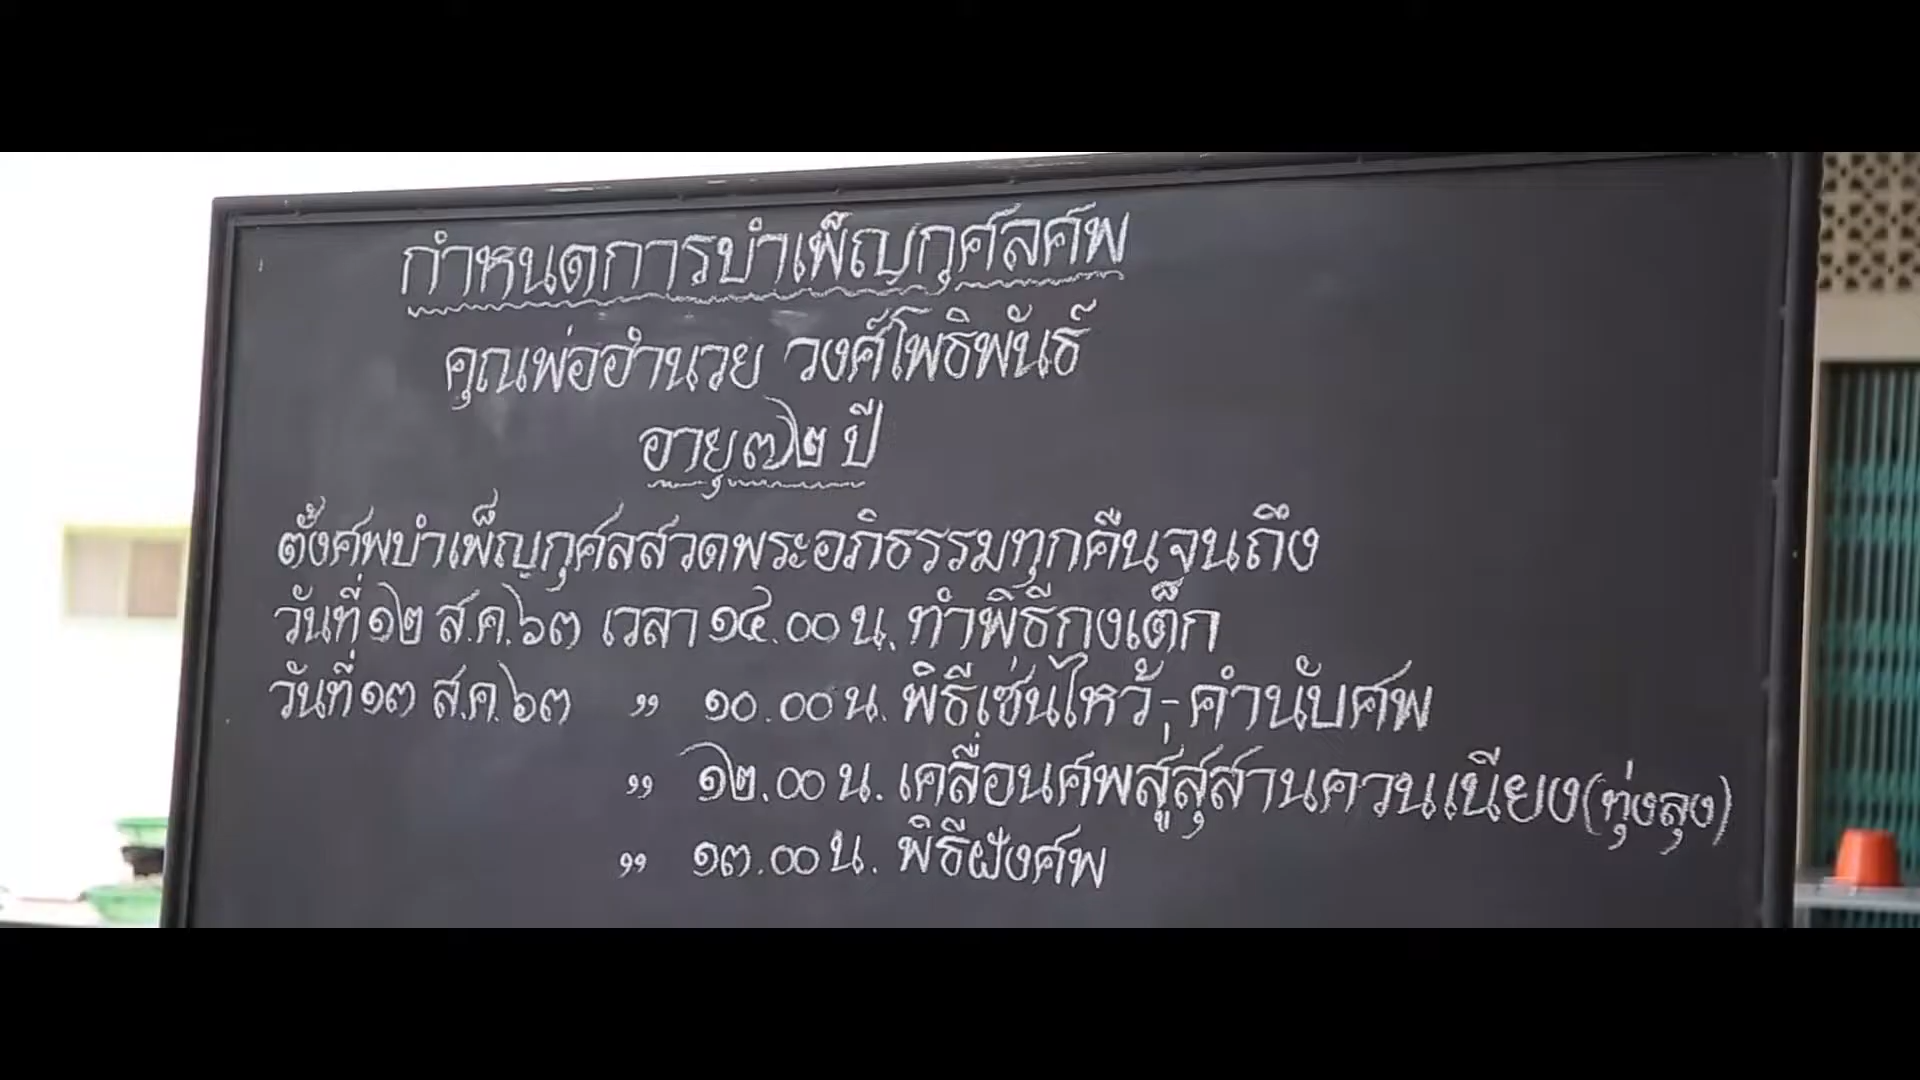 กำหนดการบำเพ็ญกุศลศพ
คุณพ่ออำนวย วงศ์โพธิพันธ์
อายุ๗๒ ปี
ตั้งศพบำเพ็ญกุศลสวดพระอภิธรรมทุกคืนจนถึง
วันที่ ๑๒ ส.ค.๖๓ เวลา ๑๔.๐๐ น. ทำพิธีกงเต็ก
วันที่ ๑๓ ส.ค.๖๓ ,, ๑๐.๐๐ น. พิธีเซ่นไหว้-คำนับศพ
,, ๑๒.๐๐ น. เคลื่อนศพสู่สุสานควนเนียง(ทุ่งลุง)
,, ๑๓.๐๐ น. พิธีฝังศพ